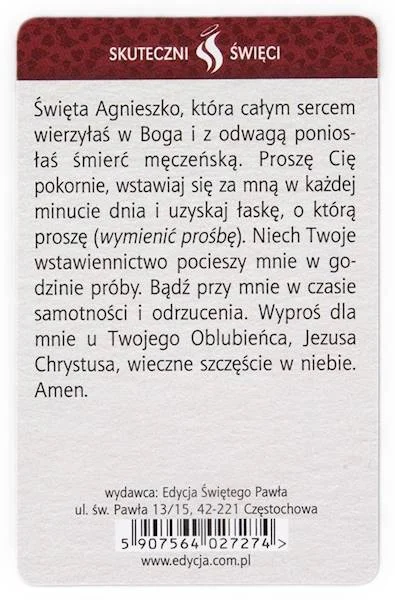 SKUTECZNI ŚWIĘCI
Święta Agnieszko, która całym sercem
wierzyłaś w Boga i z odwagą ponios-
łaś śmierć męczeńską. Proszę Cię
pokornie, wstawiaj się za mną w każdej
minucie dnia i uzyskaj łaskę, o którą
proszę (wymienić prośbę). Niech Twoje
wstawiennictwo pocieszy mnie w go-
dzinie próby. Bądź przy mnie w czasie
samotności i odrzucenia. Wyproś dla
mnie u Twojego Oblubieńca, Jezusa
Chrystusa, wieczne szczęście w niebie.
Amen.
wydawca: Edycja Świętego Pawła
ul. św. Pawła 13/15, 42-221 Częstochowa
5 907564 027274 >
www.edycja.com.pl